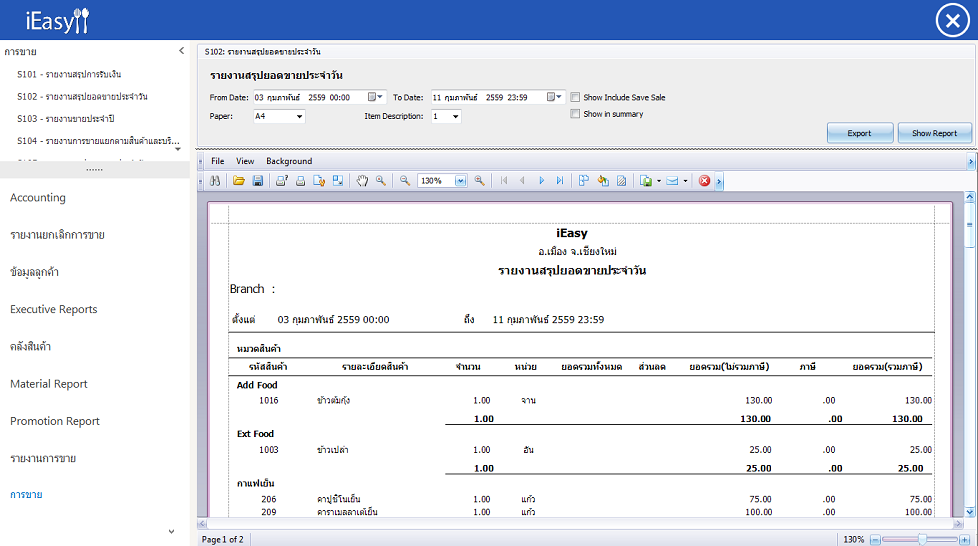 iEasy
การขาย
S101 - รายงานสรุปการรับเงิน
S102 - รายงานสรุปยอดขายประจำวัน
S103 - รายงานขายประจำปี
S104 - รายงานการขายแยกตามสินค้าและบริ...
Accounting
รายงานยกเลิกการขาย
ข้อมูลลูกค้า
Executive Reports
คลังสินค้า
Material Report
Promotion Report
รายงานการขาย
การขาย
S102: รายงานสรุปยอดขายประจำวัน
รายงานสรุปยอดขายประจำวัน
From Date: 03 กุมภาพันธ์ 2559 00:00 To Date: 11 กุมภาพันธ์ 2559 23:59 Show Include Save Sale
Paper: A4 Item Description: 1 Show in summary
Export Show Report
File View Background
130%
iEasy
อ.เมือง จ.เชียงใหม่
รายงานสรุปยอดขายประจำวัน
Branch :
ตั้งแต่ 03 กุมภาพันธ์ 2559 00:00 ถึง 11 กุมภาพันธ์ 2559 23:59
หมวดสินค้า
รหัสสินค้า รายละเอียดสินค้า จำนวน หน่วย ยอดรวมทั้งหมด ส่วนลด ยอดรวม(ไม่รวมภาษี) ภาษี ยอดรวม(รวมภาษี)
Add Food
1016 ข้าวต้มกุ้ง 1.00 จาน 130.00 .00 130.00
1.00 130.00 .00 130.00
Ext Food
1003 ข้าวเปล่า 1.00 อัน 25.00 .00 25.00
1.00 25.00 .00 25.00
กาแฟเย็น
206 คาปูชิโนเย็น 1.00 แก้ว 75.00 .00 75.00
209 คาราเมลลาเต้เย็น 1.00 แก้ว 100.00 .00 100.00
Page 1 of 2 130%